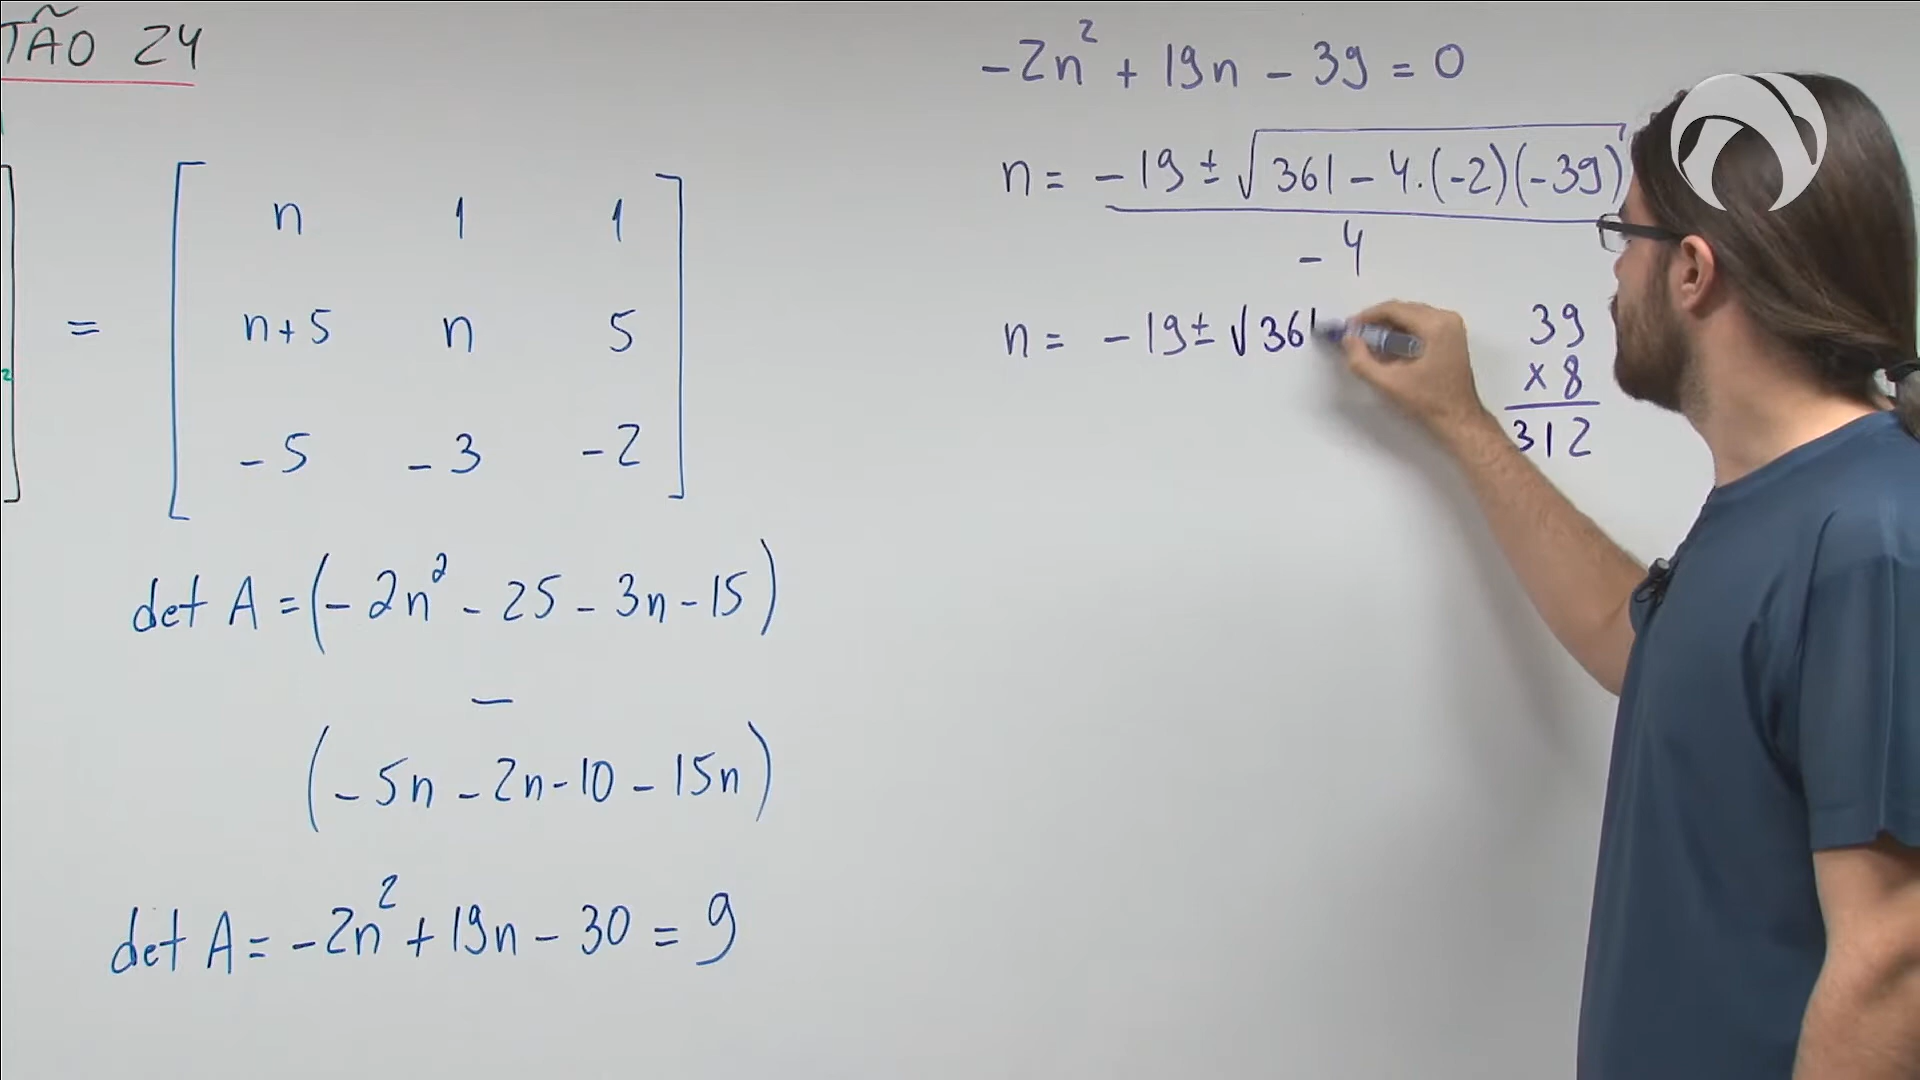 TÃO 24
= [ n 1 1
n+5 n 5
-5 -3 -2 ]
det A = (-2n² - 25 - 3n - 15)
—
(-5n - 2n - 10 - 15n)
det A = -2n² + 19n - 30 = 9
-2n² + 19n - 39 = 0
n = -19 ± √361 - 4.(-2)(-39)
-4
n = -19 ± √361
39
x 8
312